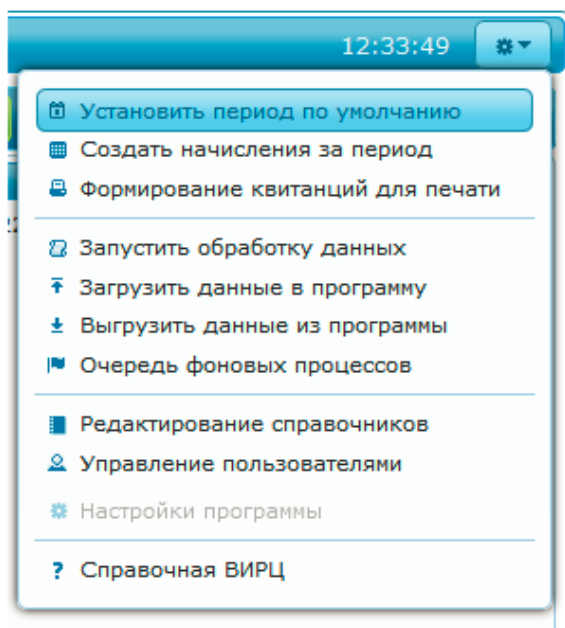 12:33:49
Установить период по умолчанию
Создать начисления за период
Формирование квитанций для печати
Запустить обработку данных
Загрузить данные в программу
Выгрузить данные из программы
Очередь фоновых процессов
Редактирование справочников
Управление пользователями
Настройки программы
? Справочная ВИРЦ